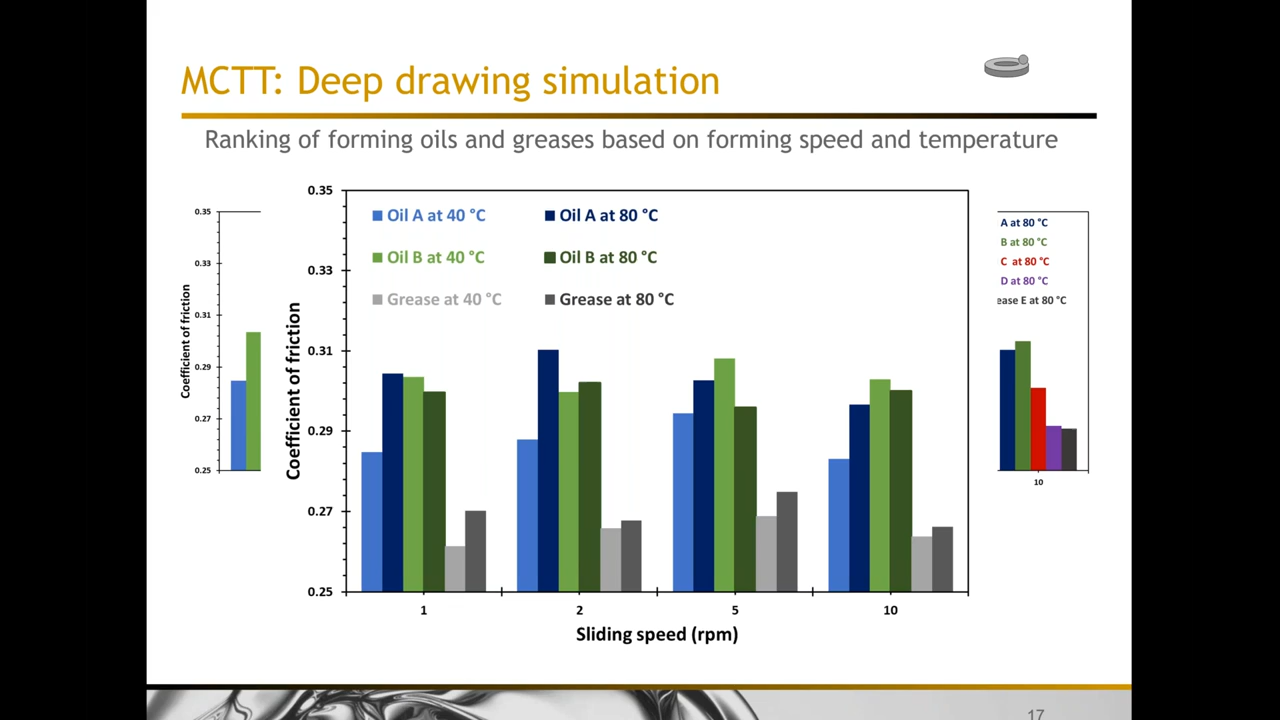 MCTT: Deep drawing simulation
Ranking of forming oils and greases based on forming speed and temperature
0.35
0.33
0.31
0.29
0.27
0.25
Coefficient of friction
0.35
0.33
0.31
0.29
0.27
0.25
Coefficient of friction
Oil A at 40 °C
Oil A at 80 °C
Oil B at 40 °C
Oil B at 80 °C
Grease at 40 °C
Grease at 80 °C
1
2
5
10
Sliding speed (rpm)
A at 80 °C
B at 80 °C
C at 80 °C
D at 80 °C
ease E at 80 °C
10
17